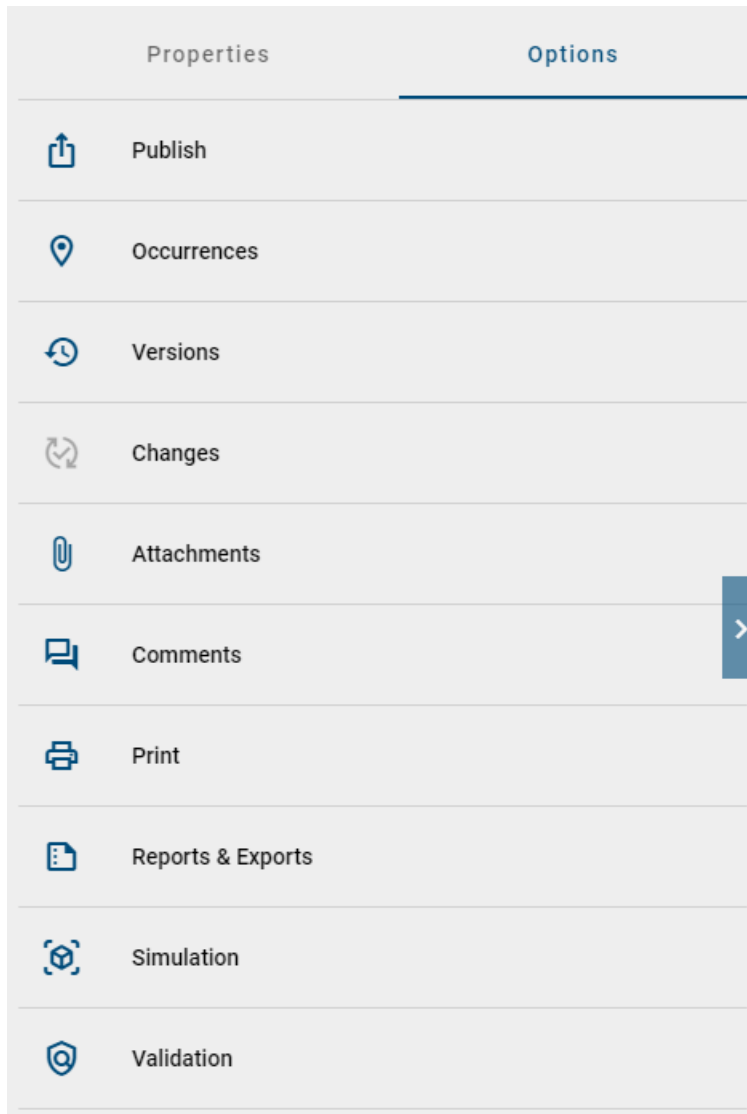 Properties
Options
Publish
Occurrences
Versions
Changes
Attachments
Comments
Print
Reports & Exports
Simulation
Validation